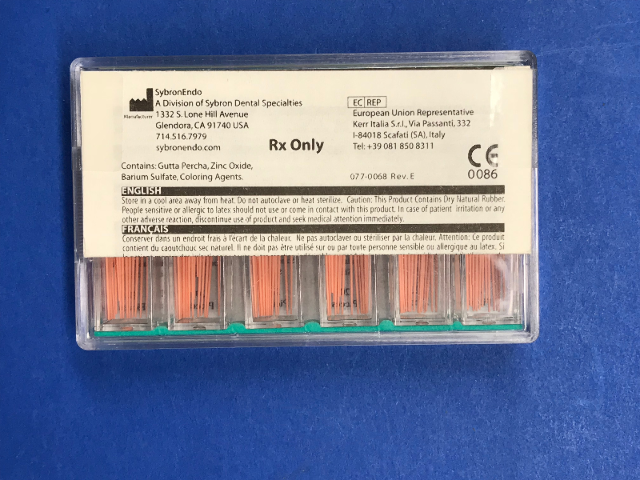 SybronEndo
A Division of Sybron Dental Specialties
1332 S. Lone Hill Avenue
Glendora, CA 91740 USA
714.516.7979
sybronendo.com
Manufacturer
Rx Only
EC REP
European Union Representative
Kerr Italia S.r.l., Via Passanti, 332
I-84018 Scafati (SA), Italy
Tel: +39 081 850 8311
CE
0086
Contains: Gutta Percha, Zinc Oxide,
Barium Sulfate, Coloring Agents.
077-0068 Rev. E
ENGLISH
Store in a cool area away from heat. Do not autoclave or heat sterilize. Caution: This Product Contains Dry Natural Rubber.
People sensitive or allergic to latex should not use or come in contact with this product. In case of patient irritation or any
other adverse reaction, discontinue use of product and seek medical attention immediately.
FRANÇAIS
Conserver dans un endroit frais à l'écart de la chaleur. Ne pas autoclaver ou stériliser par la chaleur. Attention: Ce produit
contient du caoutchouc sec naturel. Il ne doit pas être utilisé sur ou par toute personne sensible ou allergique au latex. Si